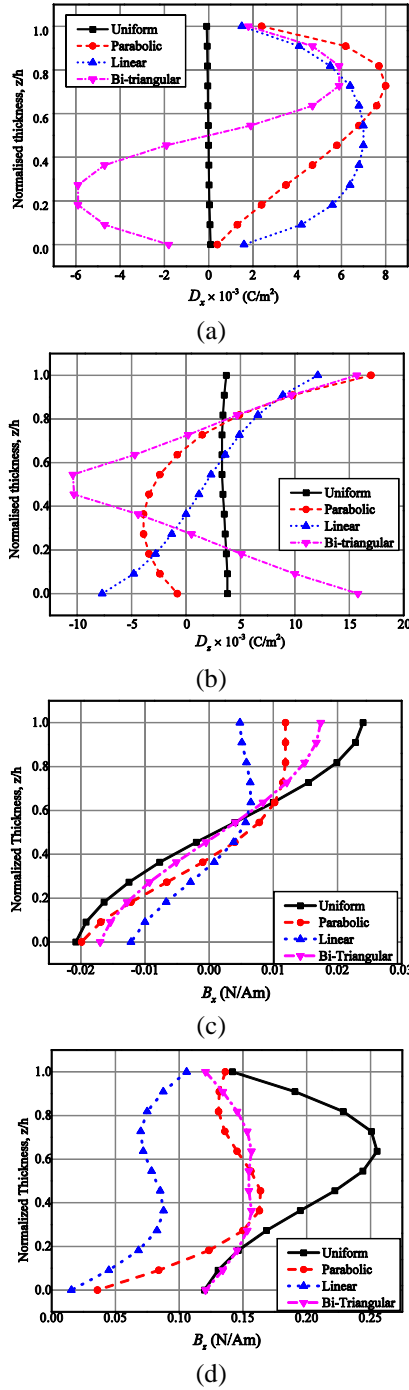 Normalised thickness, z/h
1.0
0.8
0.6
0.4
0.2
0.0
Uniform
Parabolic
Linear
Bi-triangular
-6 -4 -2 0 2 4 6 8
D_x × 10⁻³ (C/m²)
(a)
Normalised thickness, z/h
1.0
0.8
0.6
0.4
0.2
0.0
Uniform
Parabolic
Linear
Bi-triangular
-10 -5 0 5 10 15 20
D_z × 10⁻³ (C/m²)
(b)
Normalized Thickness, z/h
1.0
0.8
0.6
0.4
0.2
0.0
Uniform
Parabolic
Linear
Bi-Triangular
-0.02 -0.01 0.00 0.01 0.02 0.03
B_x (N/Am)
(c)
Normalized Thickness, z/h
1.0
0.8
0.6
0.4
0.2
0.0
Uniform
Parabolic
Linear
Bi-Triangular
0.00 0.05 0.10 0.15 0.20 0.25
B_z (N/Am)
(d)